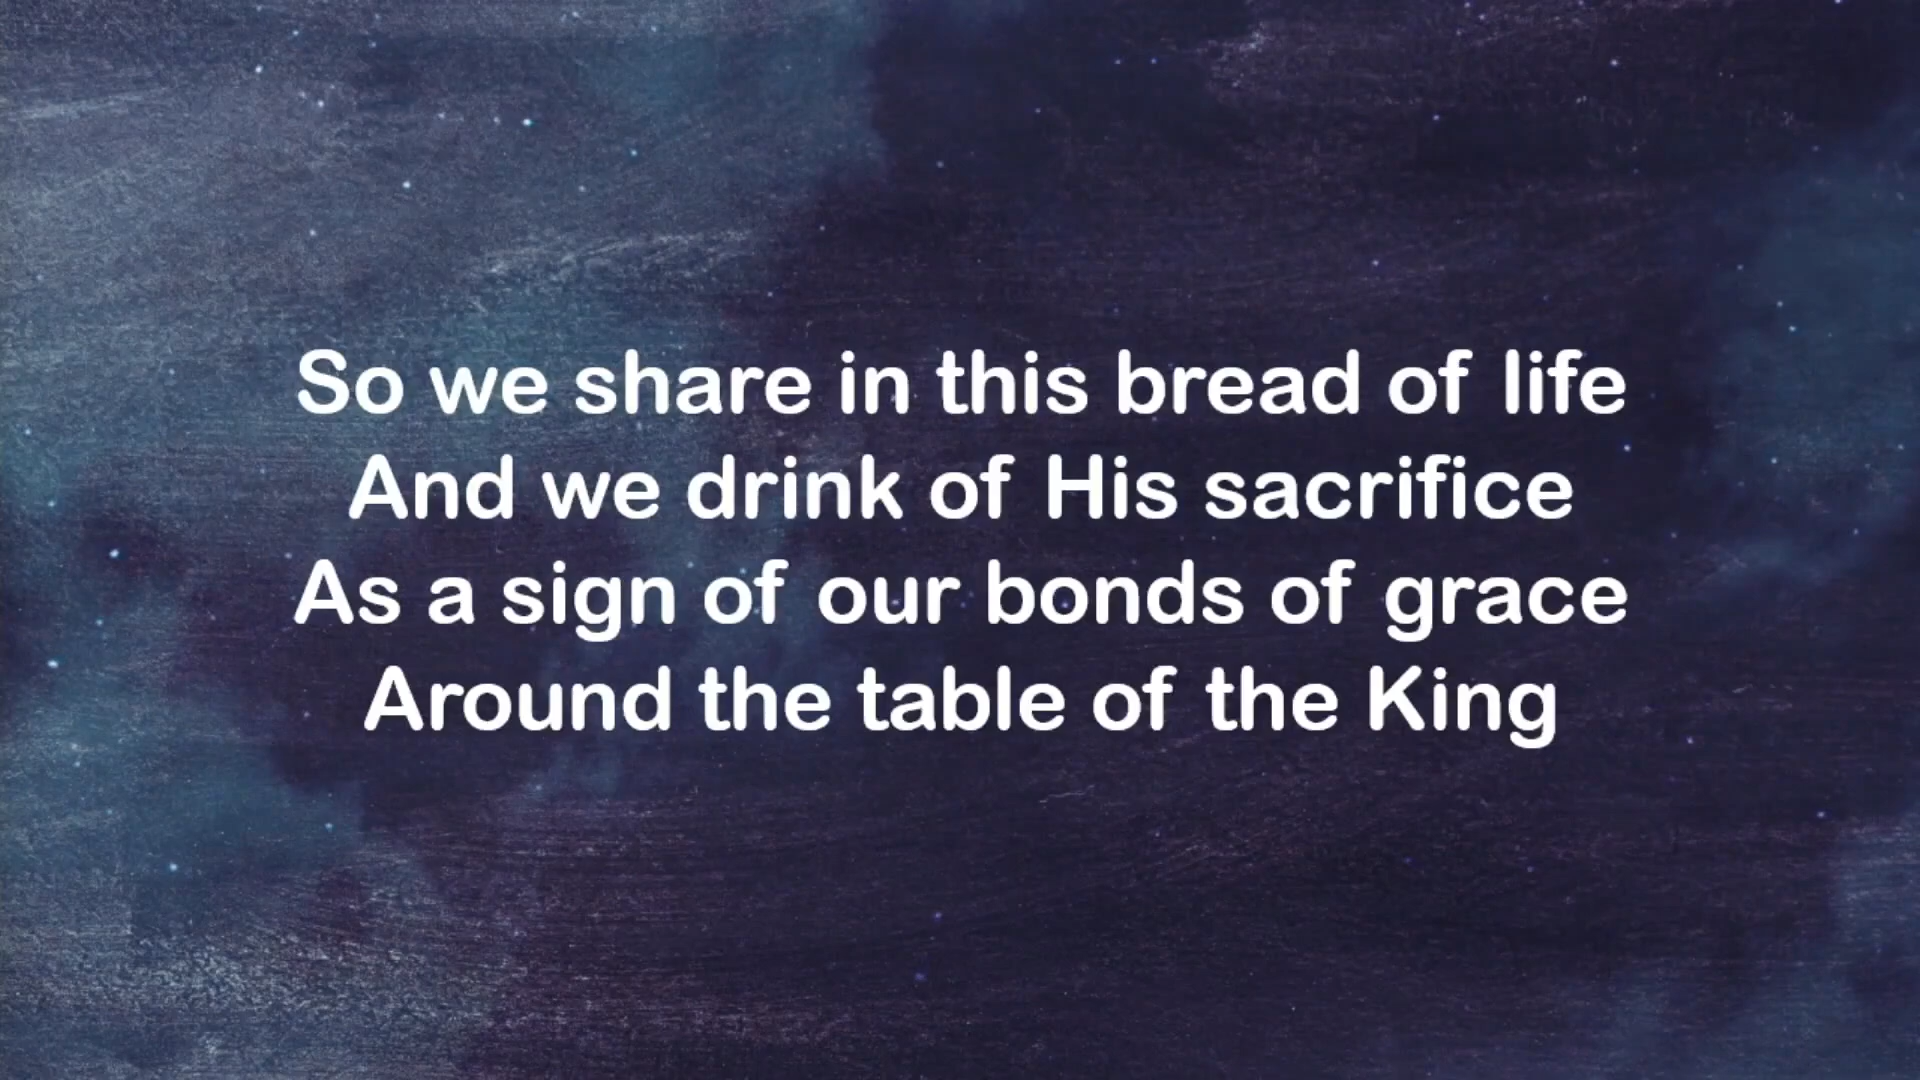 So we share in this bread of life
And we drink of His sacrifice
As a sign of our bonds of grace
Around the table of the King